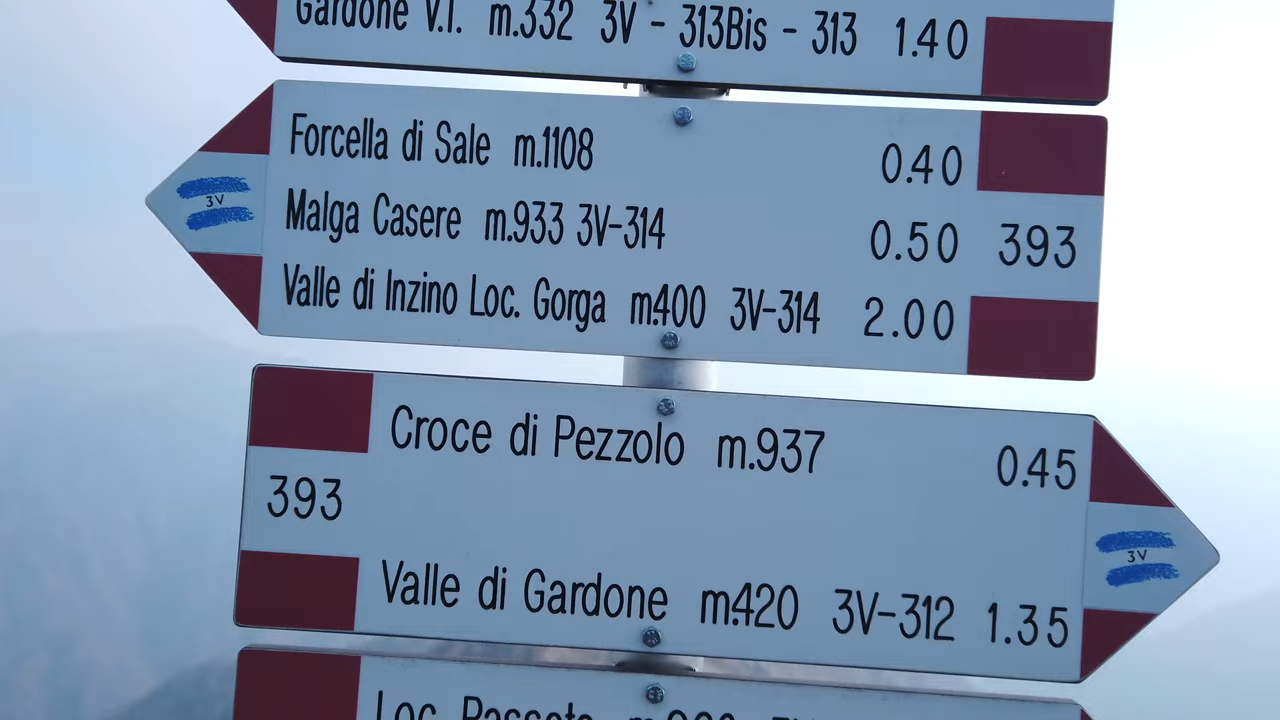 Gardone V.T. m.332 3V - 313Bis - 313 1.40
Forcella di Sale m.1108 0.40
3V
Malga Casere m.933 3V-314 0.50 393
Valle di Inzino Loc. Gorga m.400 3V-314 2.00
Croce di Pezzolo m.937 0.45
393
3V
Valle di Gardone m.420 3V-312 1.35
Loc.